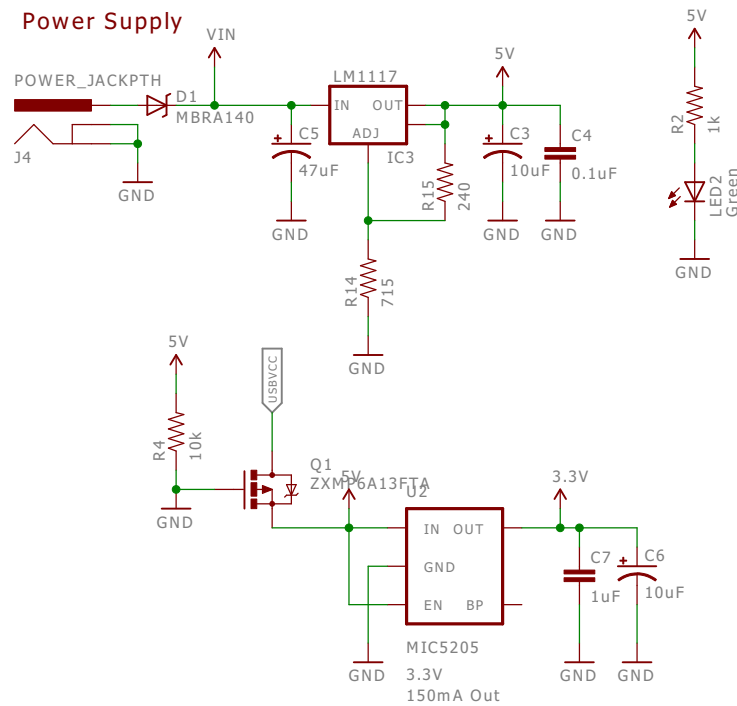 Power Supply
VIN
5V
5V
POWER_JACKPTH
D1
MBRA140
J4
GND
LM1117
IN
OUT
ADJ
IC3
C5
47uF
GND
R15
240
C3
10uF
GND
C4
0.1uF
GND
R2
1k
LED2
Green
GND
R14
715
GND
5V
USBVCC
R4
10k
GND
Q1
ZXMP6A13FTA
5V
U2
IN
OUT
GND
EN
BP
MIC5205
3.3V
150mA Out
GND
3.3V
C7
1uF
GND
C6
10uF
GND